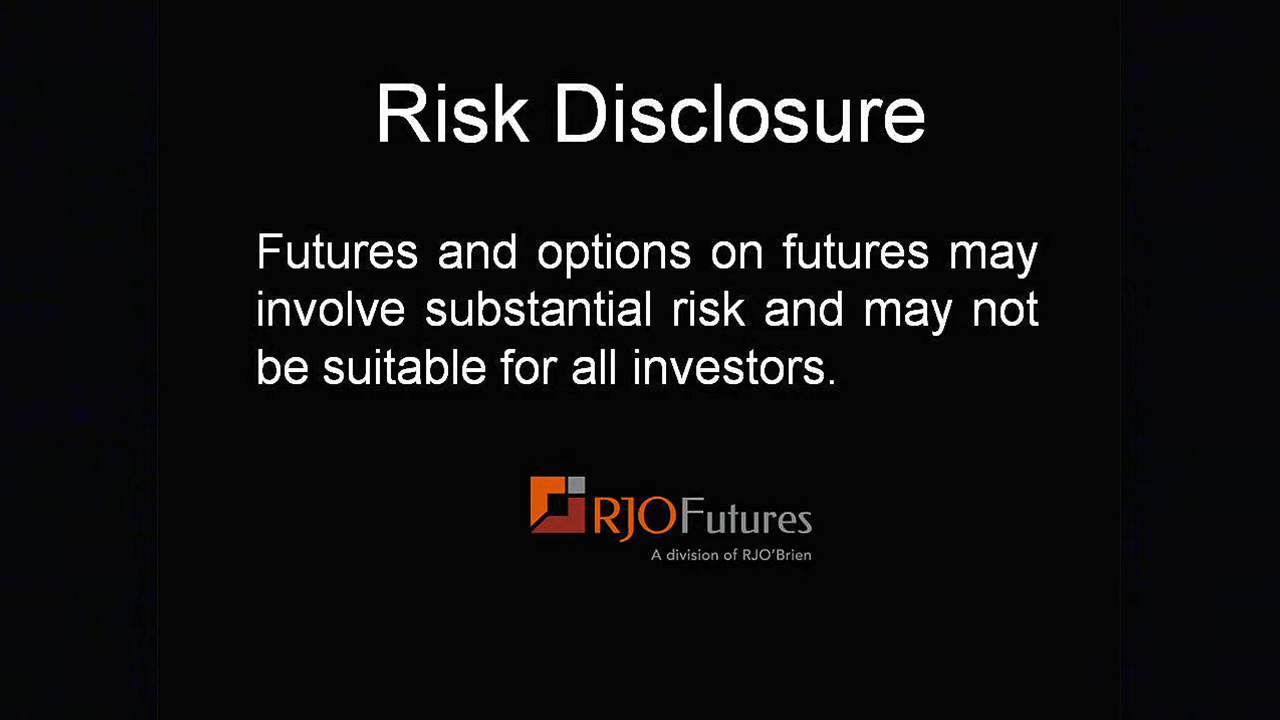 Risk Disclosure
Futures and options on futures may
involve substantial risk and may not
be suitable for all investors.
RJOFutures
A division of RJO'Brien